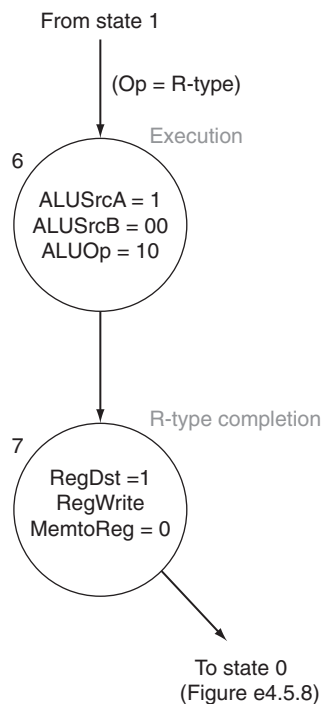 From state 1
(Op = R-type)
Execution
6
ALUSrcA = 1
ALUSrcB = 00
ALUOp = 10
R-type completion
7
RegDst =1
RegWrite
MemtoReg = 0
To state 0
(Figure e4.5.8)